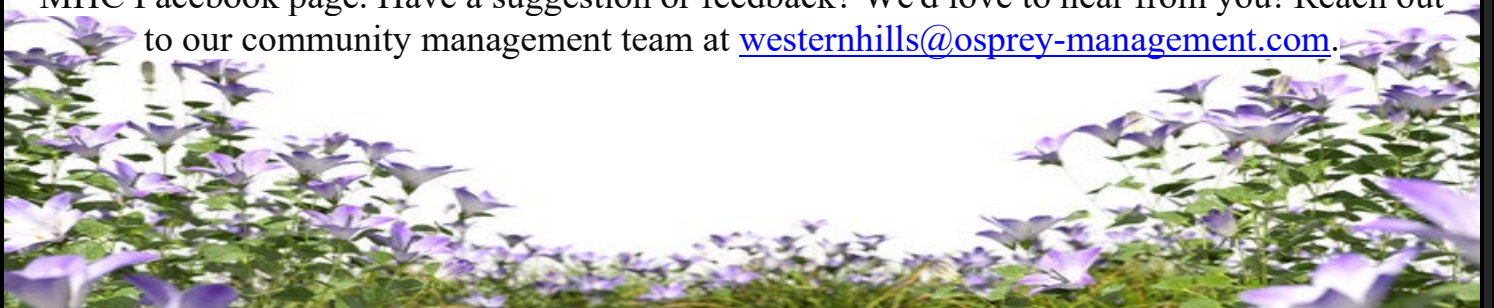 MHC Facebook page. Have a suggestion or feedback? We'd love to hear from you! Reach out
to our community management team at westernhills@osprey-management.com.